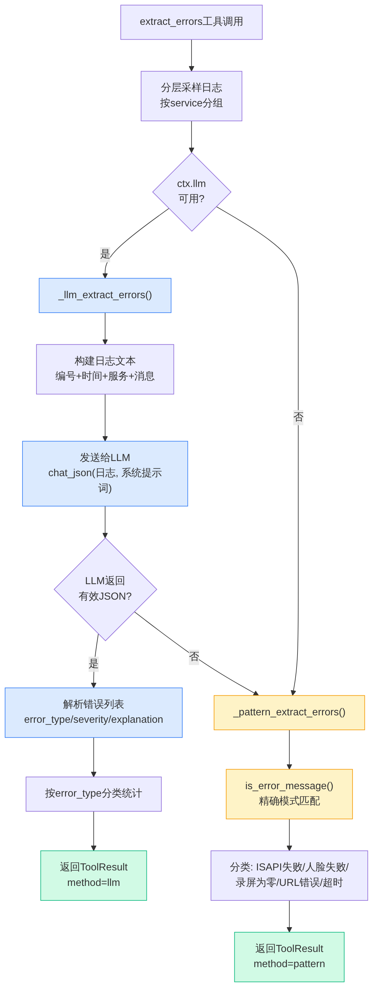 extract_errors工具调用
分层采样日志
按service分组
ctx.llm
可用?
是
_llm_extract_errors()
构建日志文本
编号+时间+服务+消息
否
发送给LLM
chat_json(日志, 系统提示
词)
LLM返回
有效JSON?
是
否
解析错误列表
error_type/severity/explanation
_pattern_extract_errors()
按error_type分类统计
is_error_message()
精确模式匹配
返回ToolResult
method=llm
分类: ISAPI失败/人脸失败/
录屏为零/URL错误/超时
返回ToolResult
method=pattern